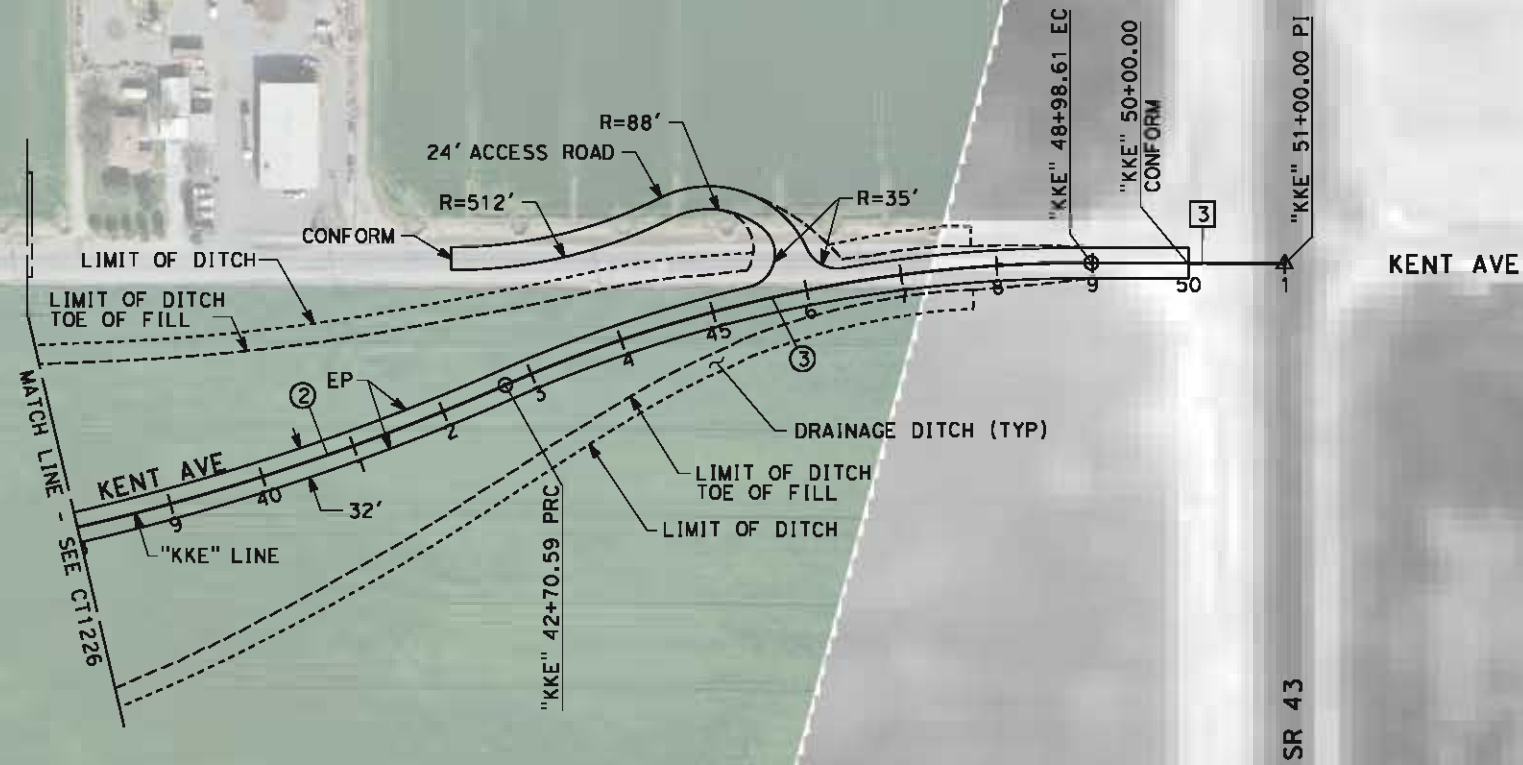 R=88'
24' ACCESS ROAD
R=512'
R=35'
CONFORM
LIMIT OF DITCH
LIMIT OF DITCH
TOE OF FILL
"KKE" 48+98.61 EC
"KKE" 50+00.00
CONFORM
"KKE" 51+00.00 PI
3
KENT AVE
8
9
50
1
6
45
4
3
2
40
9
③
②
EP
KENT AVE
32'
"KKE" LINE
MATCH LINE - SEE CT1226
"KKE" 42+70.59 PRC
DRAINAGE DITCH (TYP)
LIMIT OF DITCH
TOE OF FILL
LIMIT OF DITCH
SR 43